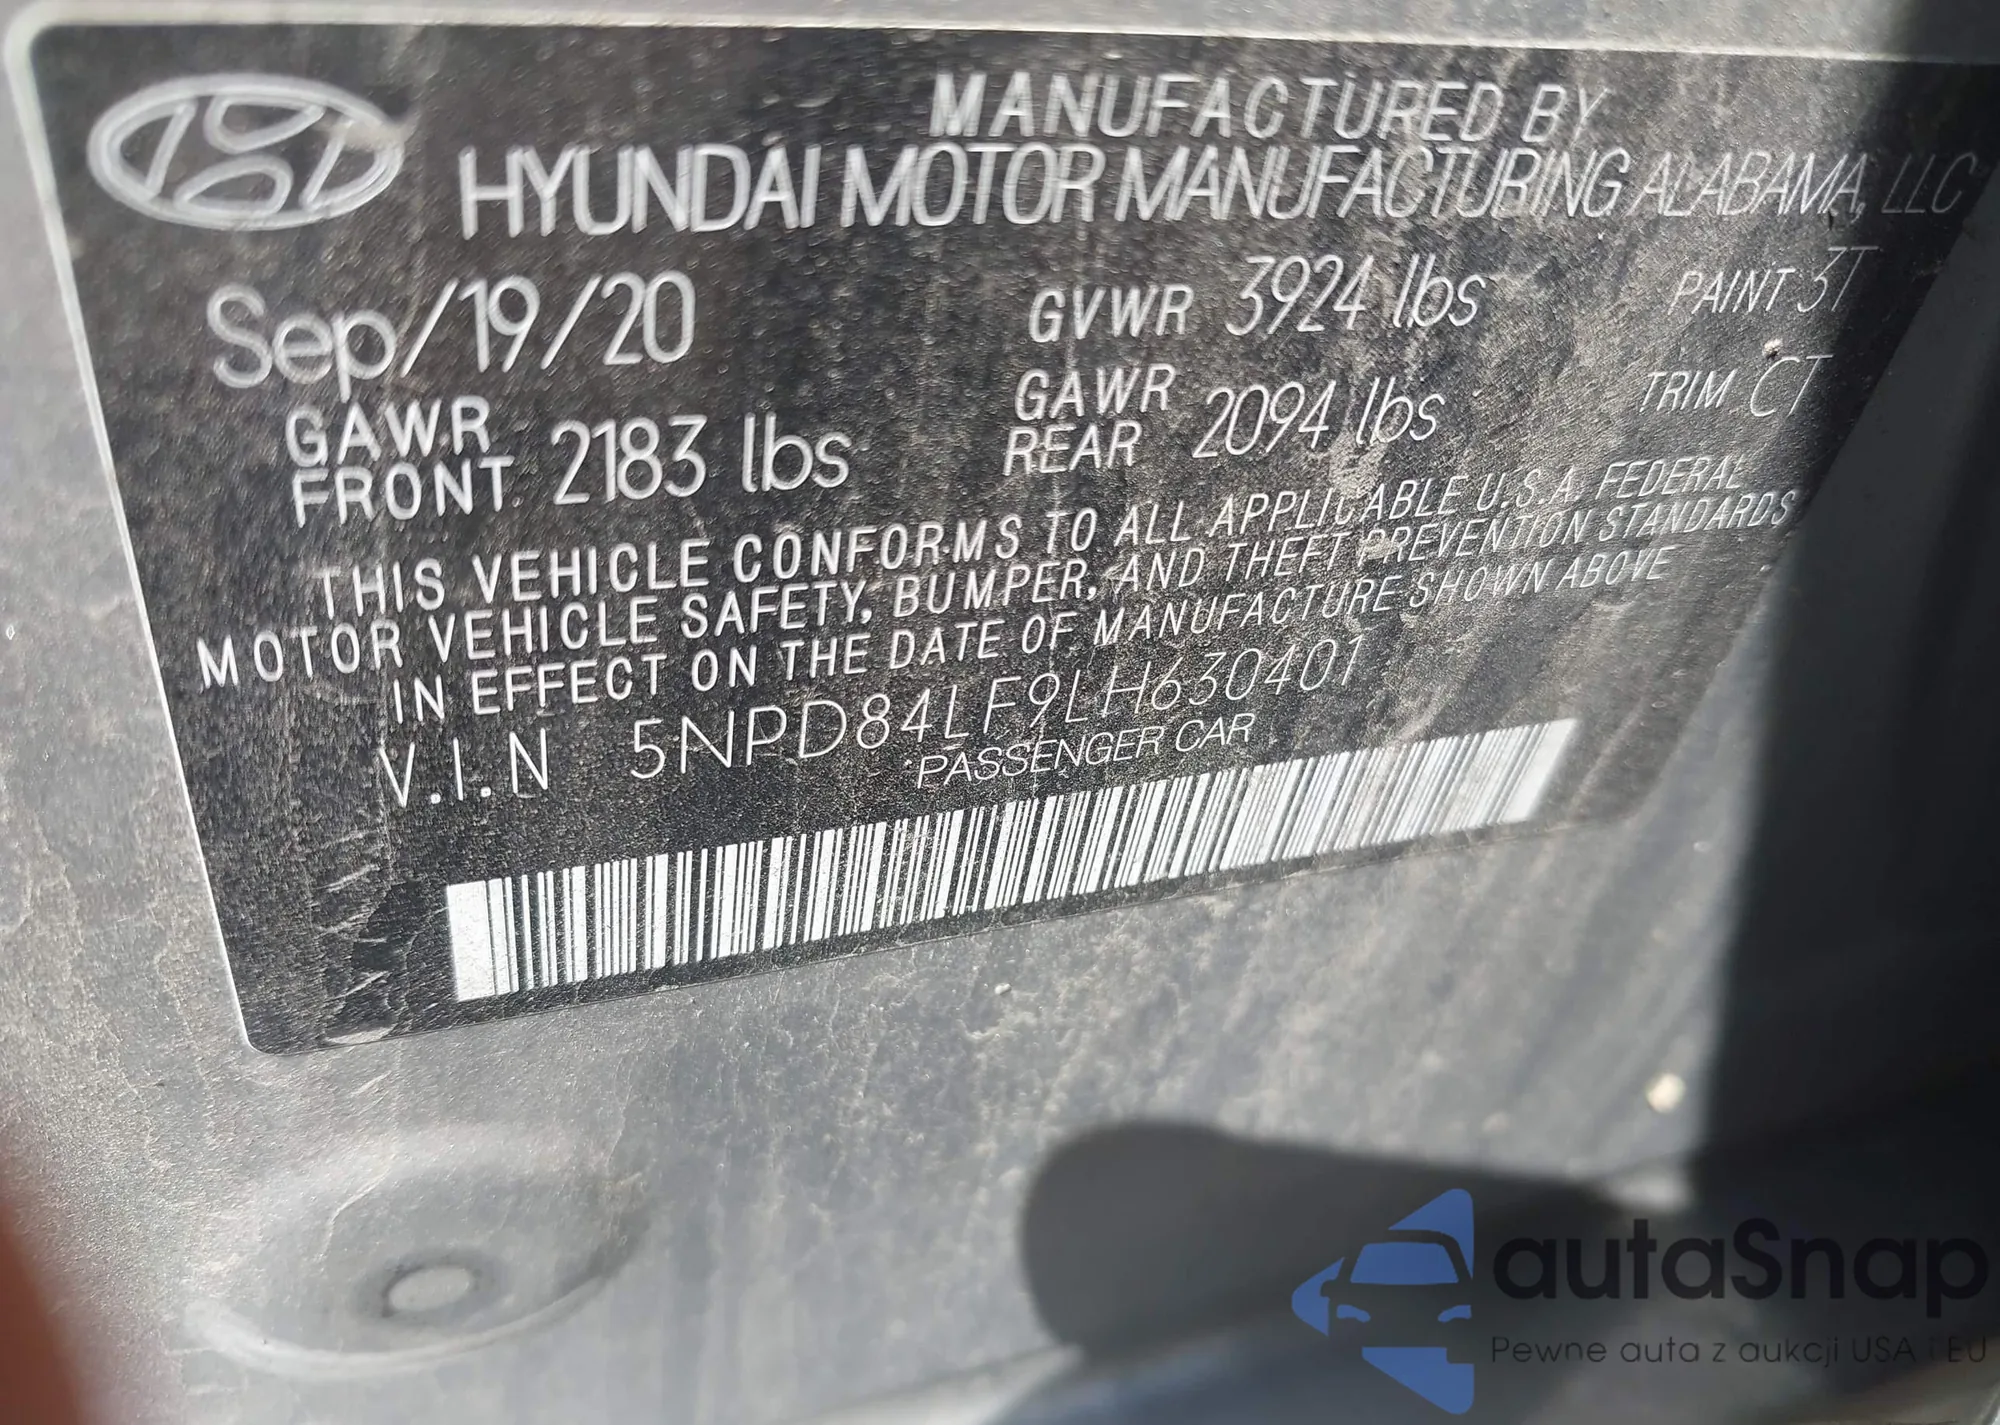 MANUFACTURED BY
HYUNDAI MOTOR MANUFACTURING ALABAMA, LLC
Sep/19/20 GVWR 3924 lbs PAINT 3T
GAWR FRONT 2183 lbs GAWR REAR 2094 lbs TRIM CT
THIS VEHICLE CONFORMS TO ALL APPLICABLE U.S.A. FEDERAL
MOTOR VEHICLE SAFETY, BUMPER, AND THEFT PREVENTION STANDARDS
IN EFFECT ON THE DATE OF MANUFACTURE SHOWN ABOVE
V.I.N 5NPD84LF9LH630401
PASSENGER CAR
autaSnap
Pewne auta z aukcji USA i EU